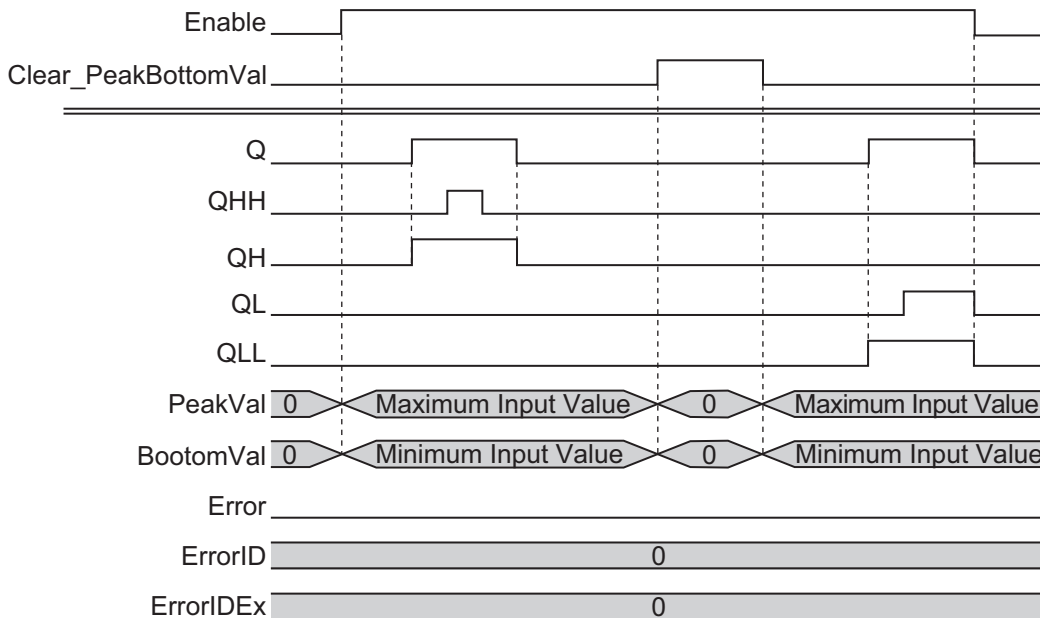 Enable
Clear_PeakBottomVal
Q
QHH
QH
QL
QLL
PeakVal 0 Maximum Input Value 0 Maximum Input Value
BootomVal 0 Minimum Input Value 0 Minimum Input Value
Error
ErrorID 0
ErrorIDEx 0